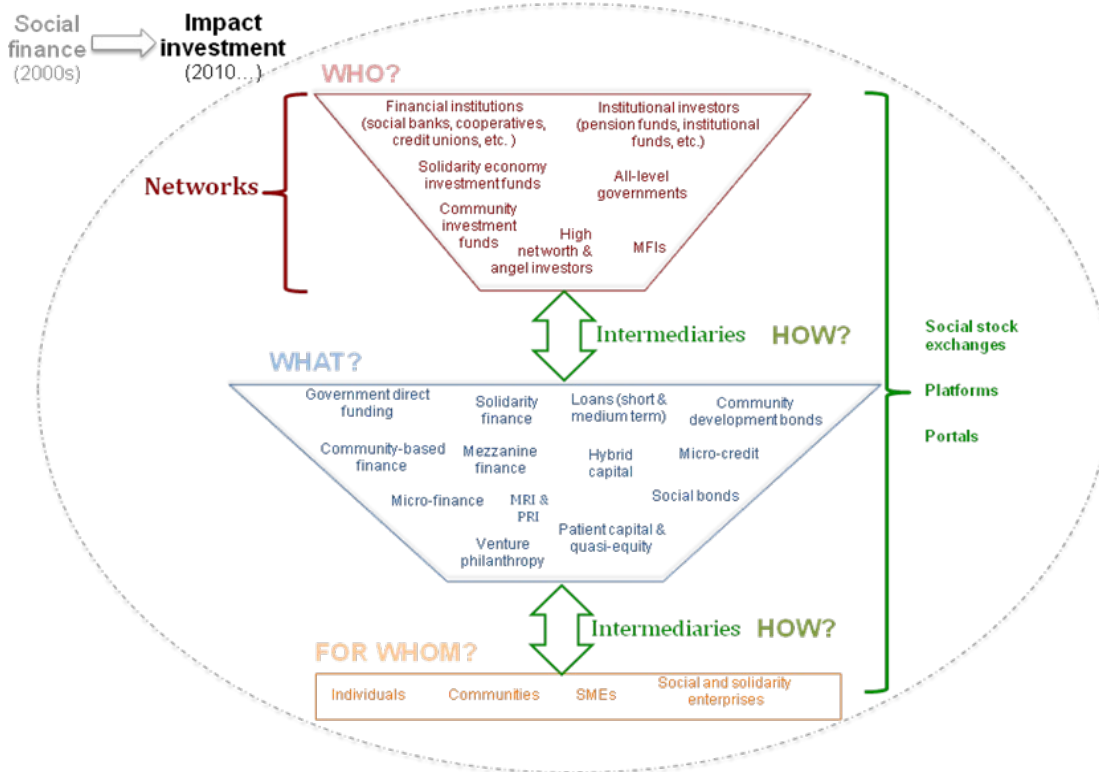 Social
finance
(2000s)
Impact
investment
(2010...)
WHO?
Financial institutions
(social banks, cooperatives,
credit unions, etc. )
Institutional investors
(pension funds, institutional
funds, etc.)
Solidarity economy
investment funds
All-level
governments
Networks
Community
investment
funds
High
networth &
angel investors
MFIs
Intermediaries
HOW?
Social stock
exchanges
Platforms
Portals
WHAT?
Government direct
funding
Solidarity
finance
Loans (short &
medium term)
Community
development bonds
Community-based
finance
Mezzanine
finance
Hybrid
capital
Micro-credit
Micro-finance
MRI &
PRI
Social bonds
Venture
philanthropy
Patient capital &
quasi-equity
Intermediaries
HOW?
FOR WHOM?
Individuals
Communities
SMEs
Social and solidarity
enterprises